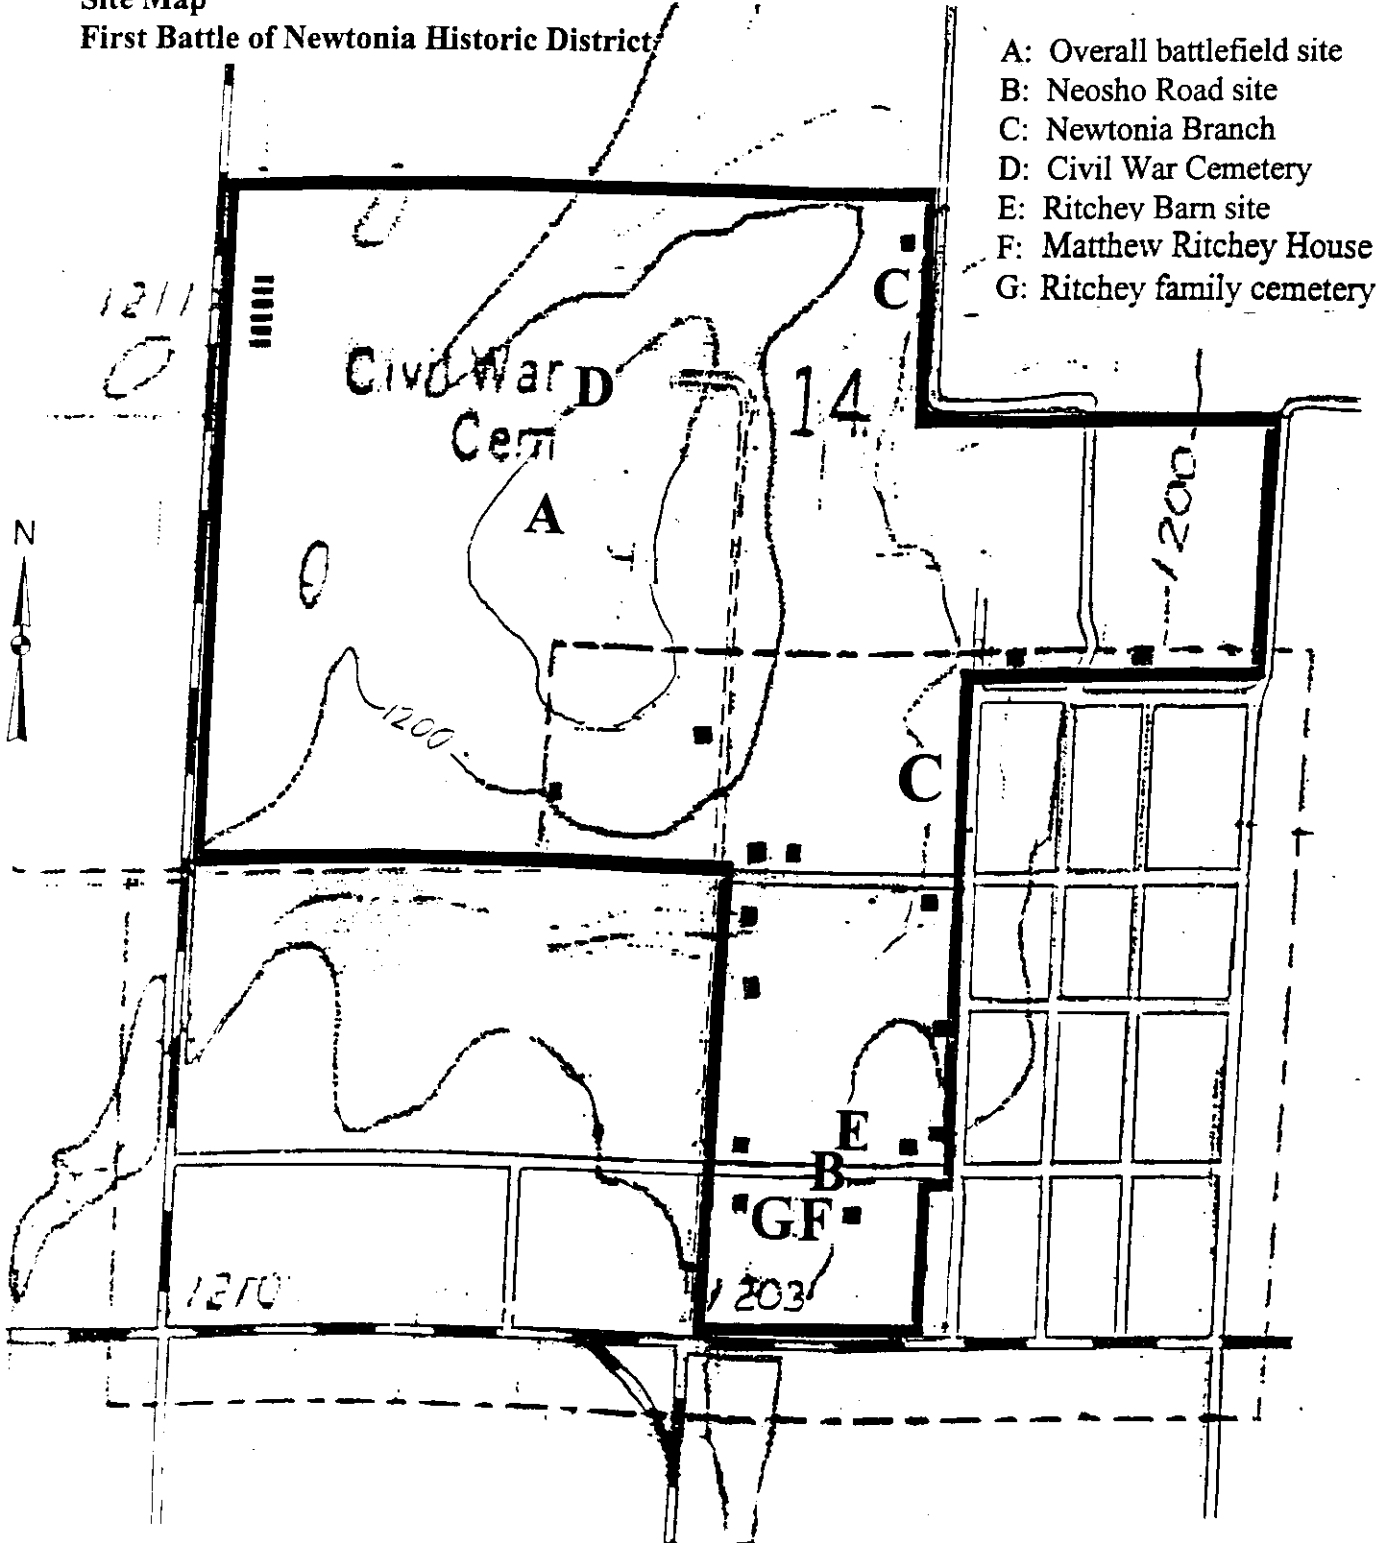 Site Map
First Battle of Newtonia Historic District
A: Overall battlefield site
B: Neosho Road site
C: Newtonia Branch
D: Civil War Cemetery
E: Ritchey Barn site
F: Matthew Ritchey House
G: Ritchey family cemetery
C
1211
Civil War D
14
Cem
1200
A
N
1200
C
E
B
G F
1210
1203